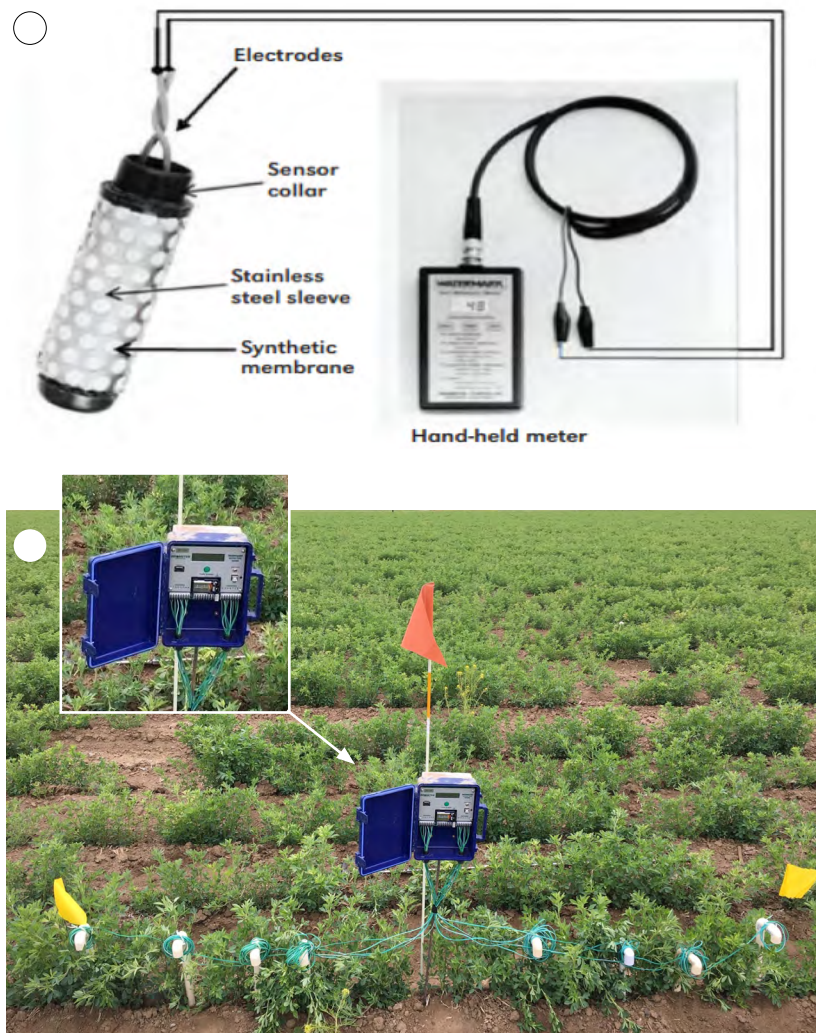 Electrodes
Sensor
collar
Stainless
steel sleeve
Synthetic
membrane
WATERMARK
48
Hand-held meter